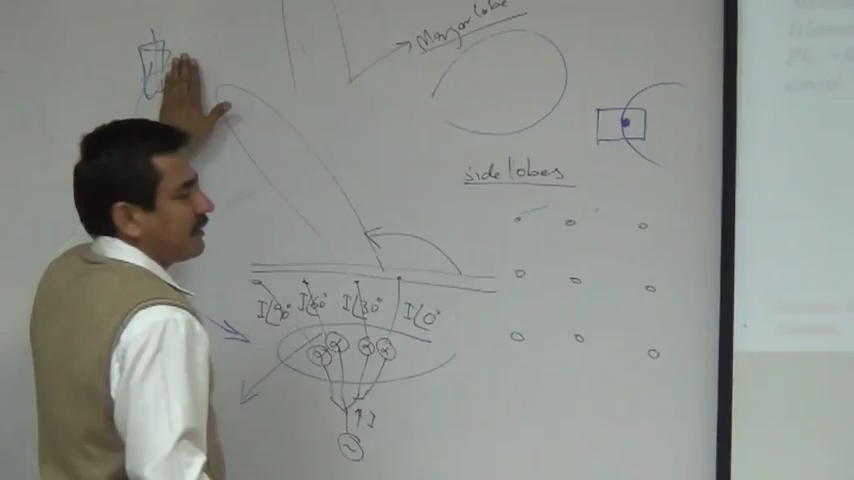 Major lobe
side lobes
I∠90° I∠60° I∠30° I∠0°
↑I